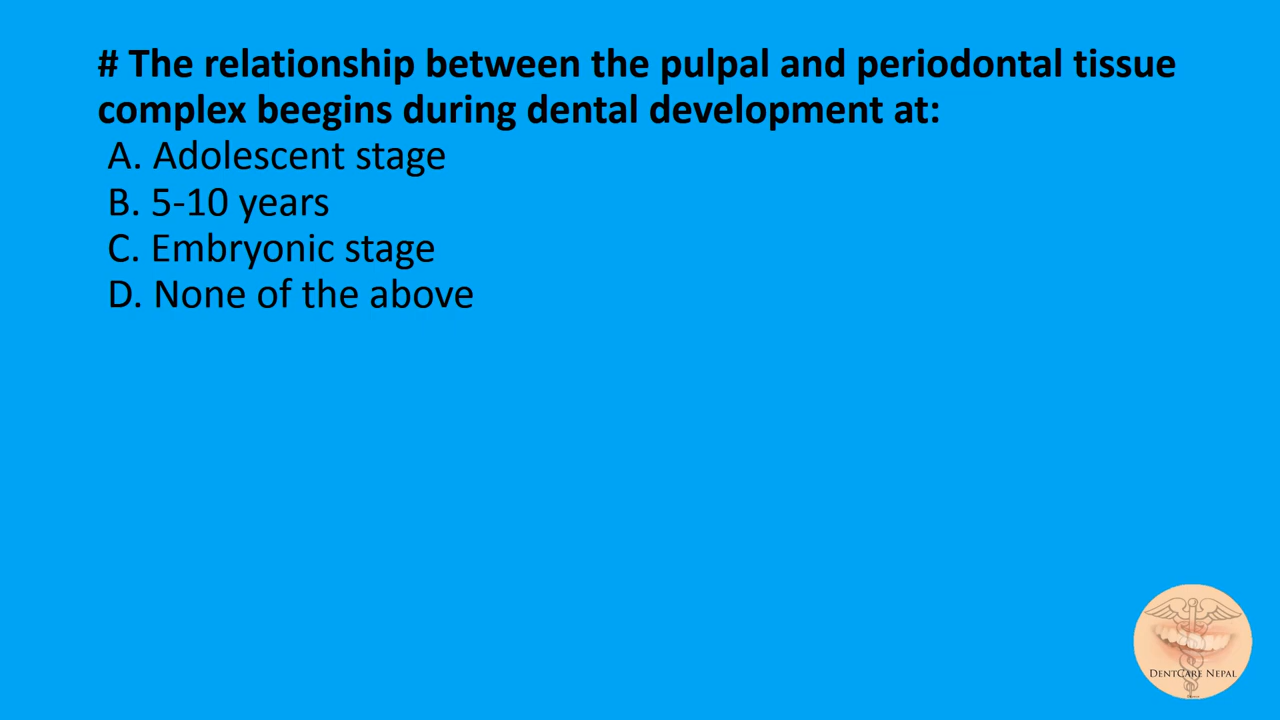 # The relationship between the pulpal and periodontal tissue
complex beegins during dental development at:
A. Adolescent stage
B. 5-10 years
C. Embryonic stage
D. None of the above
DentCare Nepal